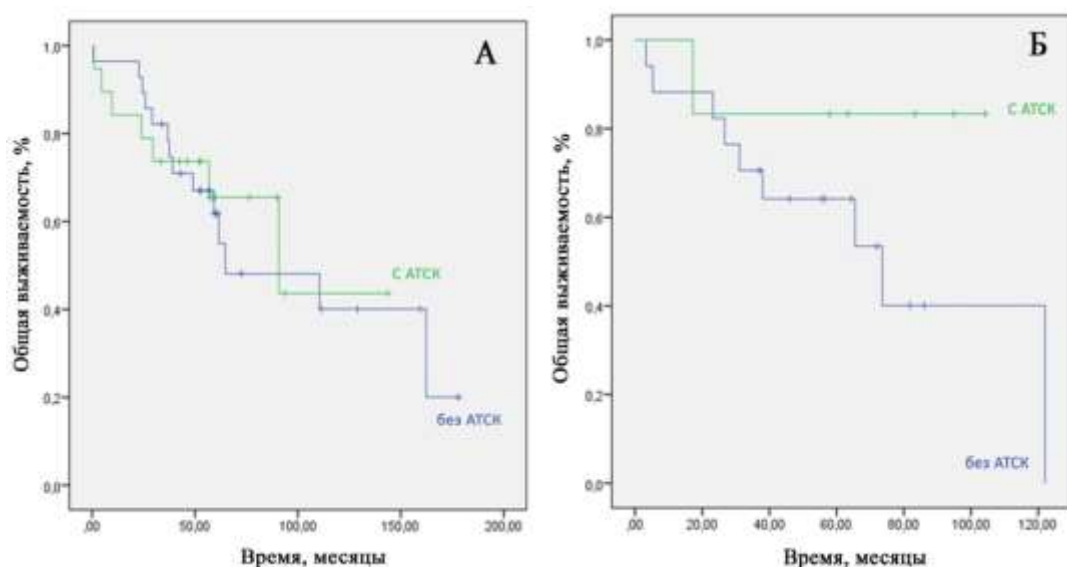 А
Общая выживаемость, %
1,0
0,8
0,6
0,4
0,2
0,0
С АТСК
без АТСК
,00
50,00
100,00
150,00
200,00
Время, месяцы
Б
Общая выживаемость, %
1,0
0,8
0,6
0,4
0,2
0,0
С АТСК
без АТСК
,00
20,00
40,00
60,00
80,00
100,00
120,00
Время, месяцы